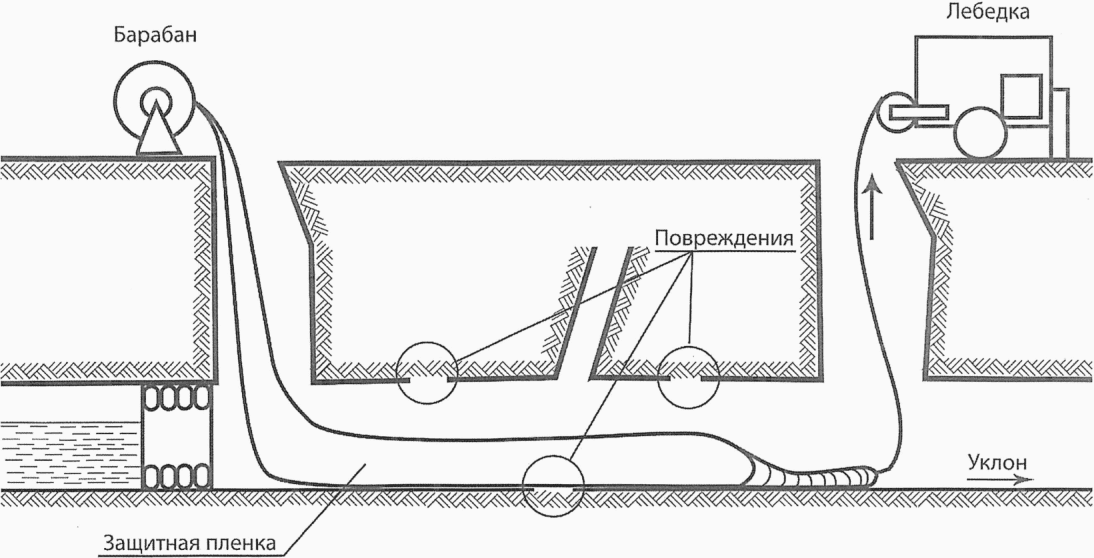 Лебедка
Барабан
Повреждения
Уклон
Защитная пленка